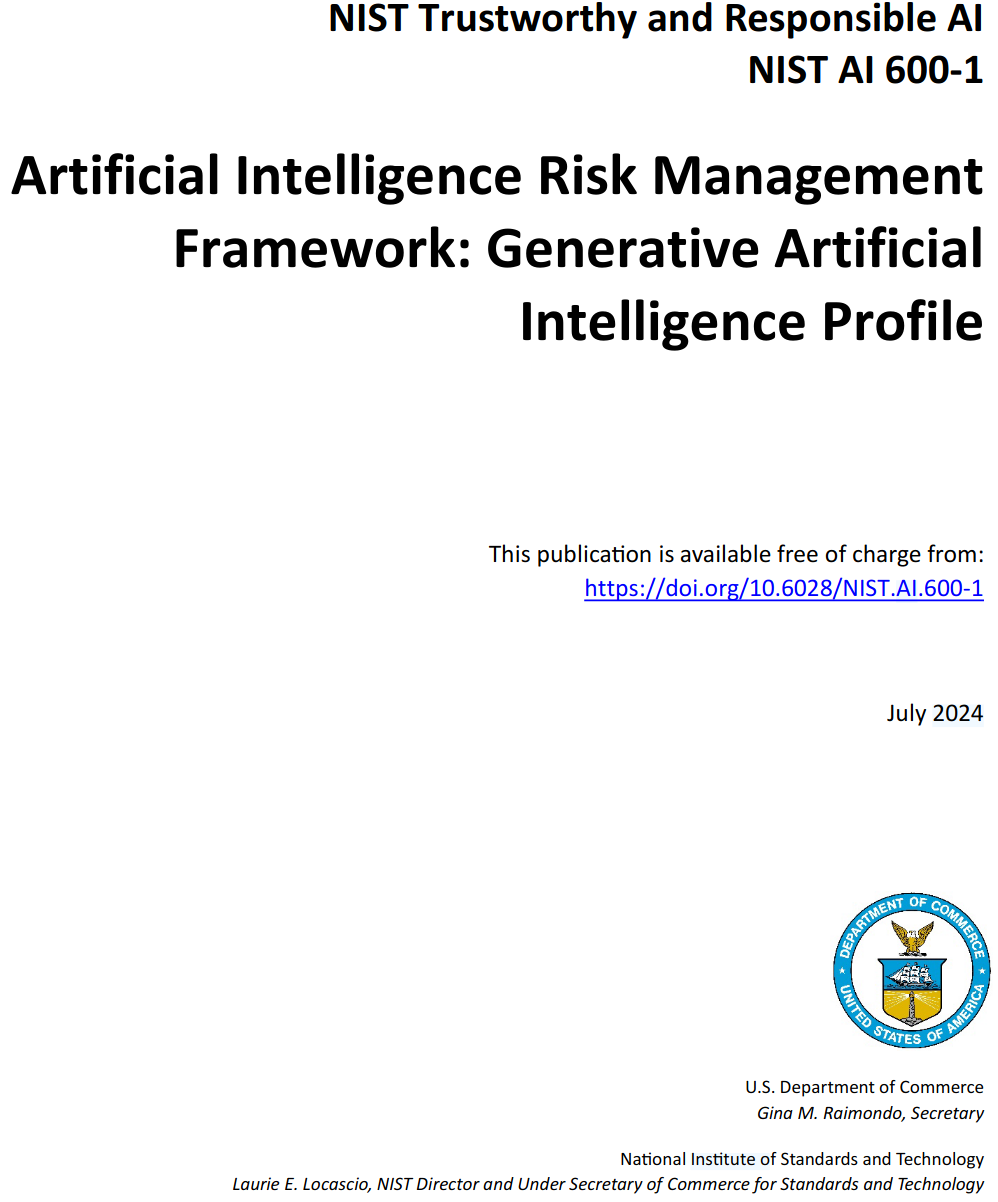 NIST Trustworthy and Responsible AI
NIST AI 600-1
Artificial Intelligence Risk Management
Framework: Generative Artificial
Intelligence Profile
This publication is available free of charge from:
https://doi.org/10.6028/NIST.AI.600-1
July 2024
DEPARTMENT OF COMMERCE
UNITED STATES OF AMERICA
U.S. Department of Commerce
Gina M. Raimondo, Secretary
National Institute of Standards and Technology
Laurie E. Locascio, NIST Director and Under Secretary of Commerce for Standards and Technology